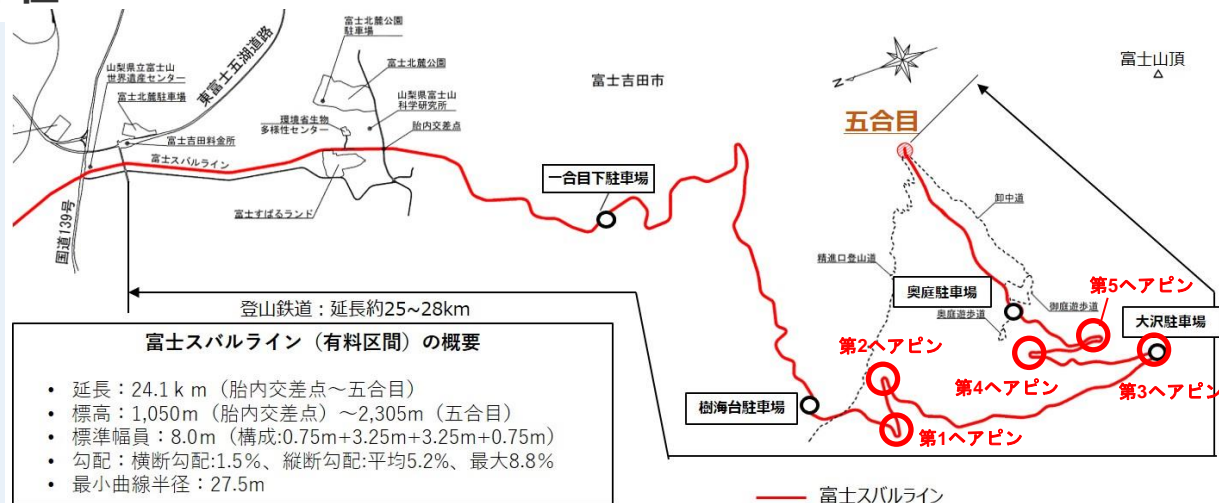 富士北麓公園
駐車場
東富士五湖道路
山梨県立富士山
世界遺産センター
富士北麓公園
富士山頂
富士吉田市
富士北麓駐車場
山梨県富士山
科学研究所
N
環境省生物
多様性センター
胎内交差点
五合目
富士吉田料金所
富士スバルライン
一合目下駐車場
御中道
富士すばるランド
国道139号
精進口登山道
奥庭駐車場
第5ヘアピン
御庭遊歩道
登山鉄道：延長約25~28km
奥庭遊歩道
大沢駐車場
第2ヘアピン
第4ヘアピン
第3ヘアピン
樹海台駐車場
第1ヘアピン
富士スバルライン（有料区間）の概要
• 延長：24.1ｋｍ（胎内交差点～五合目）
• 標高：1,050m（胎内交差点）～2,305m（五合目）
• 標準幅員：8.0m（構成:0.75m+3.25m+3.25m+0.75m）
• 勾配：横断勾配:1.5%、縦断勾配:平均5.2%、最大8.8%
• 最小曲線半径：27.5m
富士スバルライン